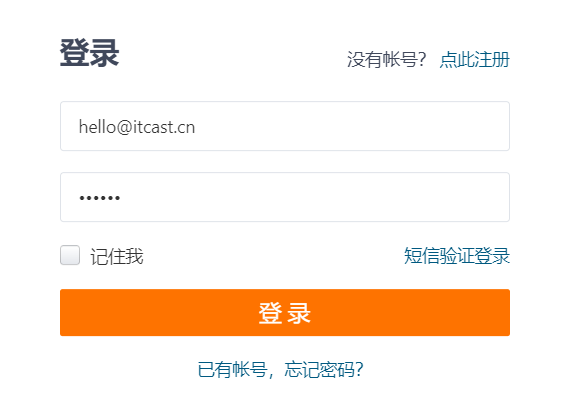 登录
没有帐号? 点此注册
hello@itcast.cn
••••••
记住我 短信验证登录
登录
已有帐号，忘记密码?